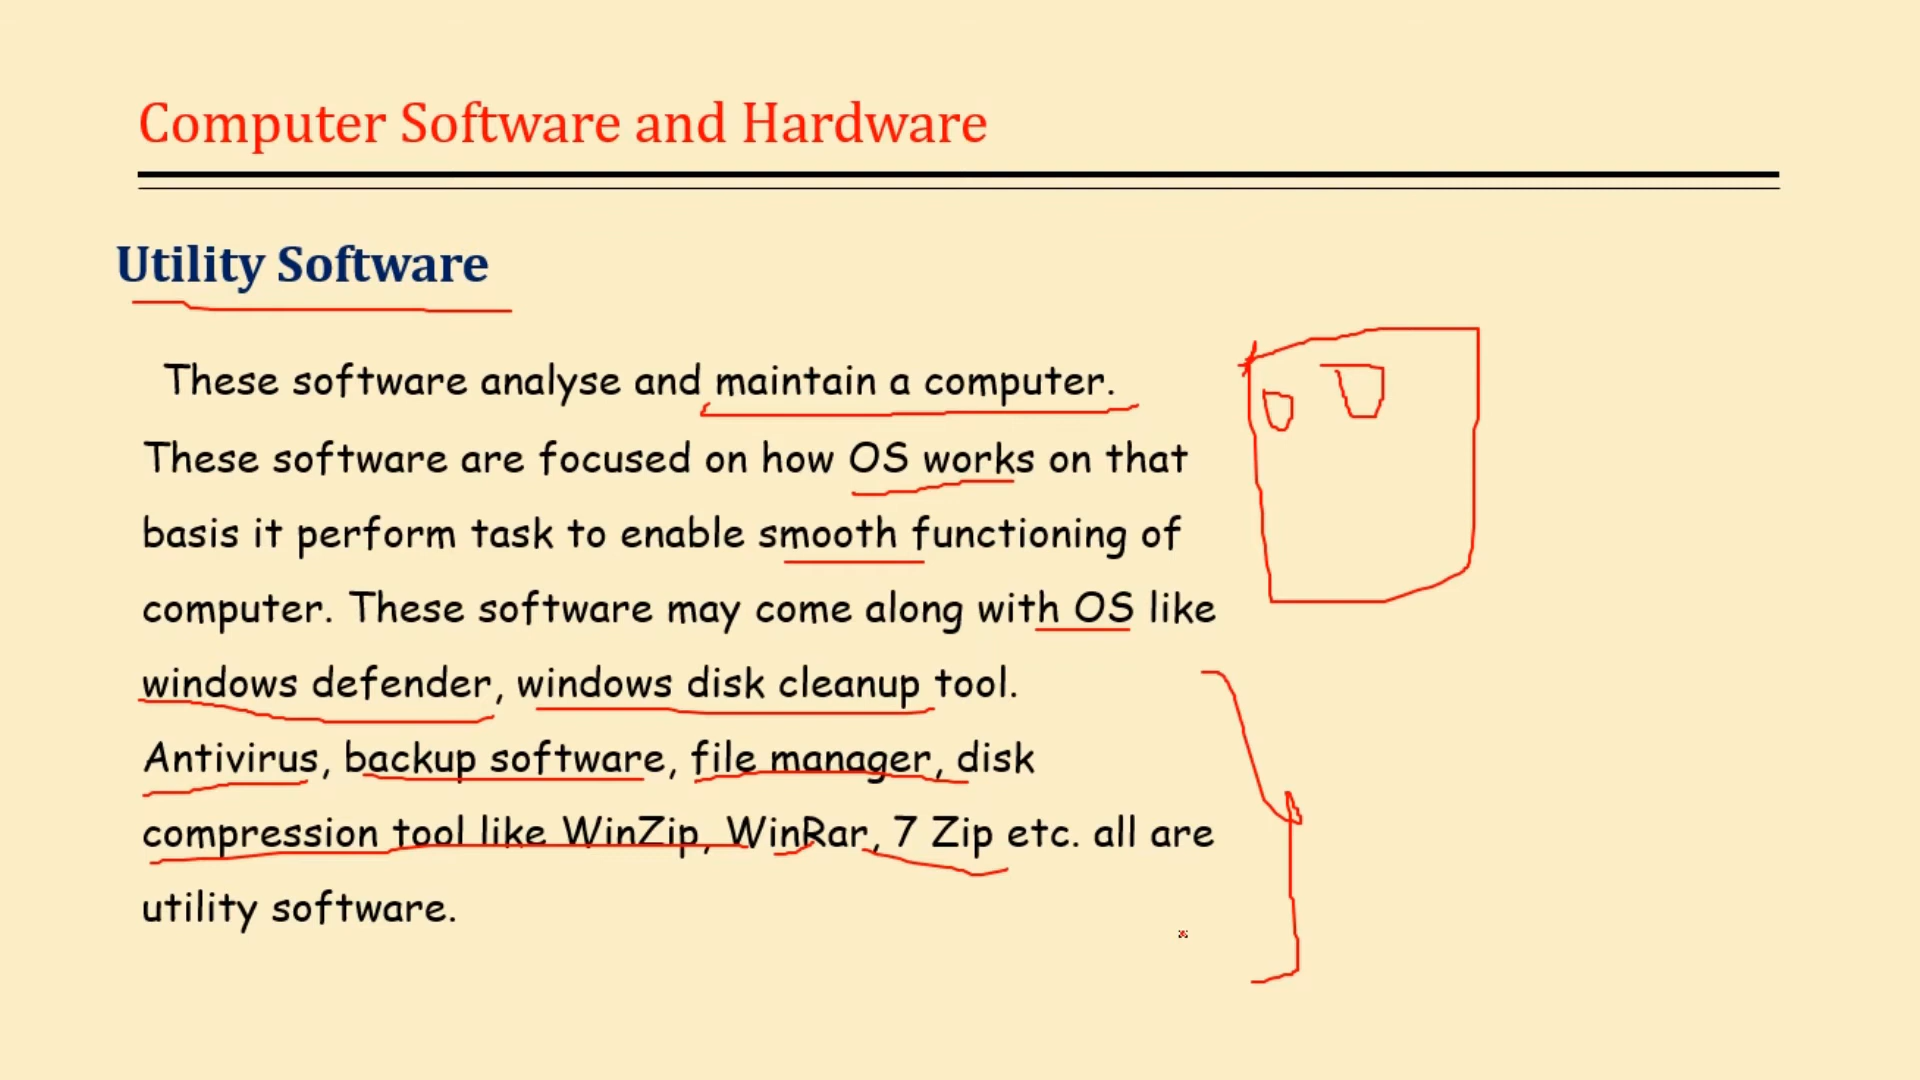 Computer Software and Hardware
Utility Software
These software analyse and maintain a computer.
These software are focused on how OS works on that
basis it perform task to enable smooth functioning of
computer. These software may come along with OS like
windows defender, windows disk cleanup tool.
Antivirus, backup software, file manager, disk
compression tool like WinZip, WinRar, 7 Zip etc. all are
utility software.